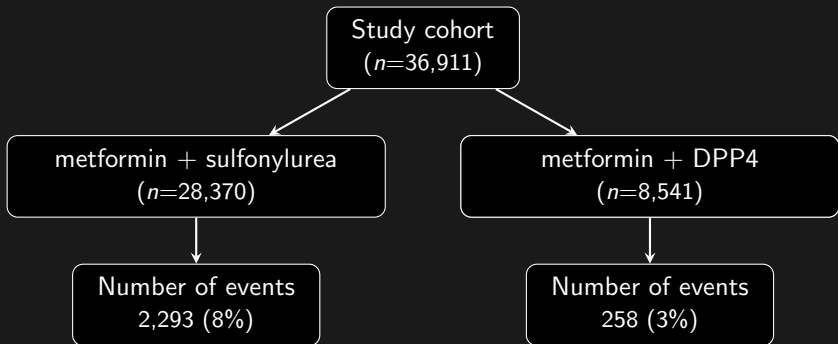 Study cohort
(n=36,911)
metformin + sulfonylurea
(n=28,370)
metformin + DPP4
(n=8,541)
Number of events
2,293 (8%)
Number of events
258 (3%)